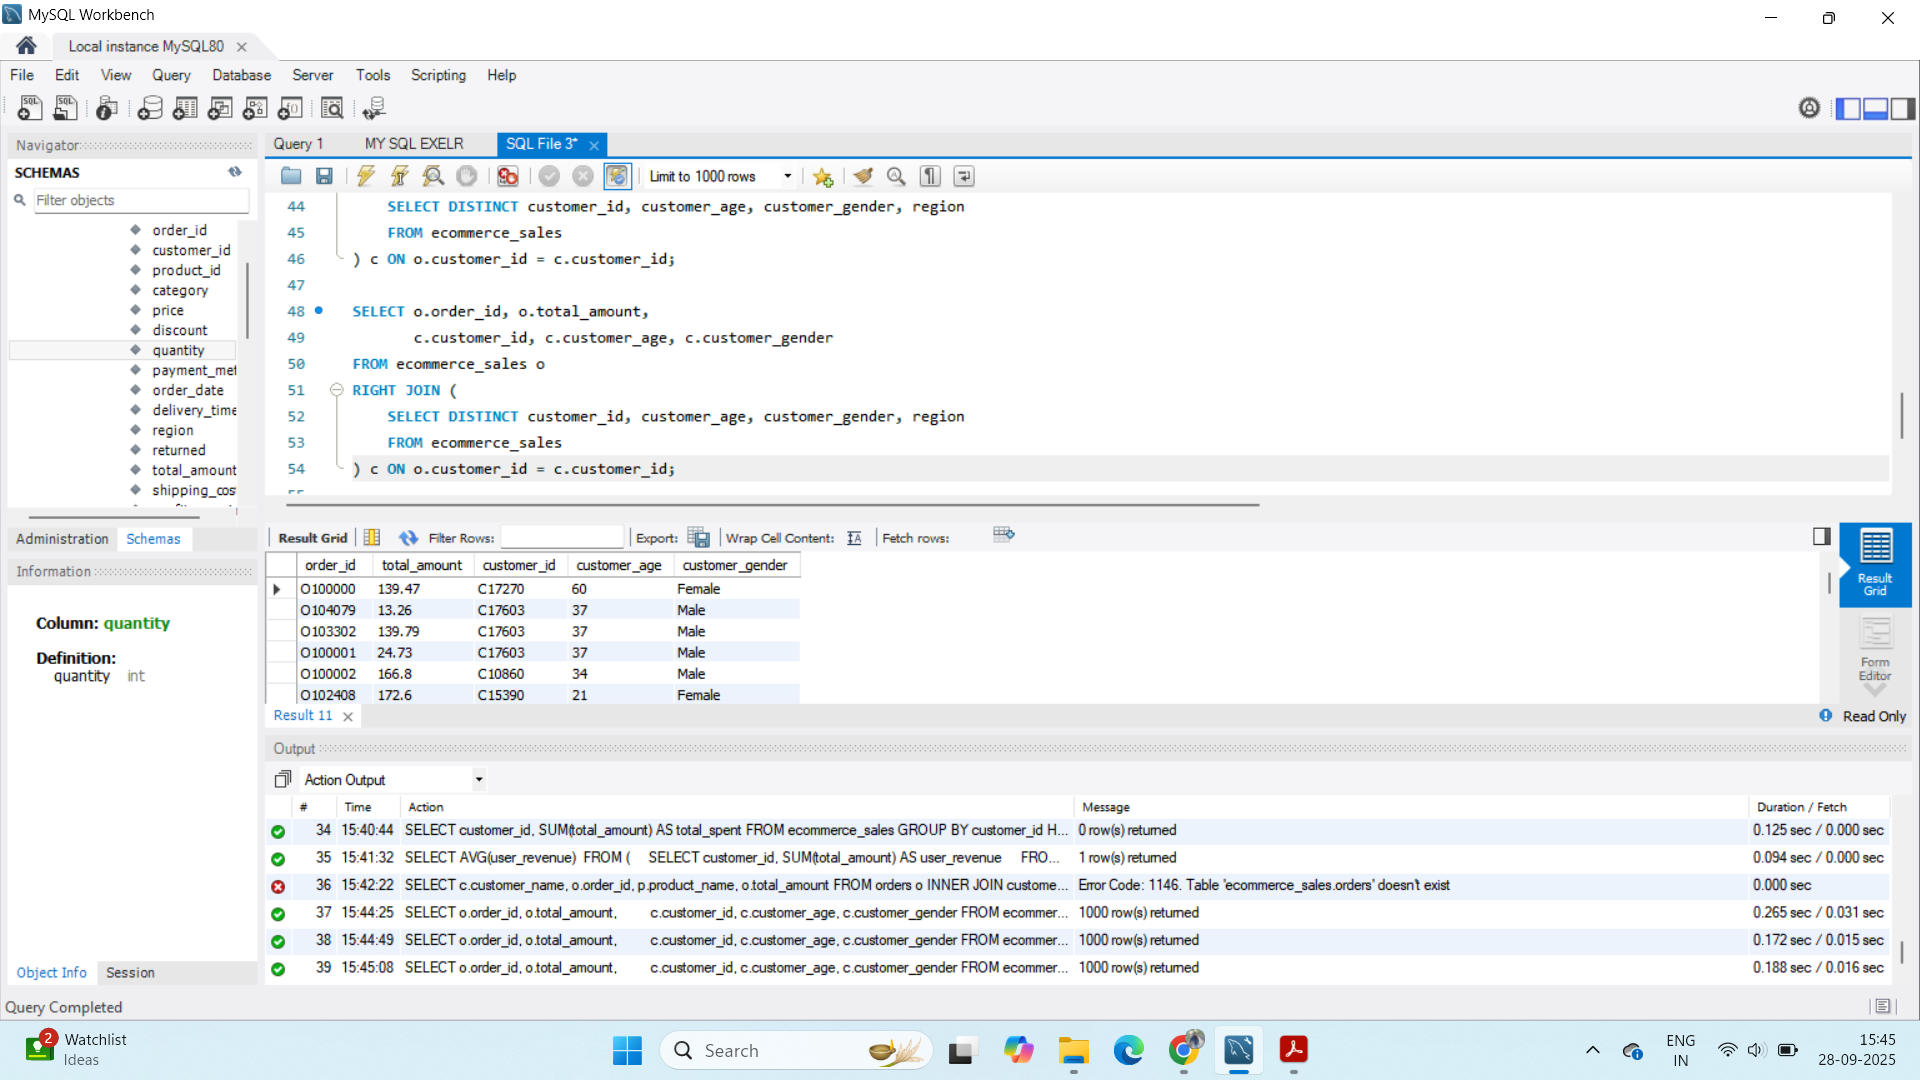 MySQL Workbench
Local instance MySQL80
File Edit View Query Database Server Tools Scripting Help
Navigator
SCHEMAS
Filter objects
order_id
customer_id
product_id
category
price
discount
quantity
payment_met
order_date
delivery_time
region
returned
total_amount
shipping_cos
Administration Schemas
Information
Column: quantity
Definition:
quantity int
Object Info Session
Query 1 MY SQL EXELR SQL File 3*
Limit to 1000 rows
44 SELECT DISTINCT customer_id, customer_age, customer_gender, region
45 FROM ecommerce_sales
46 ) c ON o.customer_id = c.customer_id;
47
48 SELECT o.order_id, o.total_amount,
49 c.customer_id, c.customer_age, c.customer_gender
50 FROM ecommerce_sales o
51 RIGHT JOIN (
52 SELECT DISTINCT customer_id, customer_age, customer_gender, region
53 FROM ecommerce_sales
54 ) c ON o.customer_id = c.customer_id;
Result Grid Filter Rows: Export: Wrap Cell Content: Fetch rows:
order_id total_amount customer_id customer_age customer_gender
O100000 139.47 C17270 60 Female
O104079 13.26 C17603 37 Male
O103302 139.79 C17603 37 Male
O100001 24.73 C17603 37 Male
O100002 166.8 C10860 34 Male
O102408 172.6 C15390 21 Female
Result Grid
Form Editor
Result 11
Read Only
Output
Action Output
# Time Action Message Duration / Fetch
34 15:40:44 SELECT customer_id, SUM(total_amount) AS total_spent FROM ecommerce_sales GROUP BY customer_id H... 0 row(s) returned 0.125 sec / 0.000 sec
35 15:41:32 SELECT AVG(user_revenue) FROM ( SELECT customer_id, SUM(total_amount) AS user_revenue FRO... 1 row(s) returned 0.094 sec / 0.000 sec
36 15:42:22 SELECT c.customer_name, o.order_id, p.product_name, o.total_amount FROM orders o INNER JOIN custome... Error Code: 1146. Table 'ecommerce_sales.orders' doesn't exist 0.000 sec
37 15:44:25 SELECT o.order_id, o.total_amount, c.customer_id, c.customer_age, c.customer_gender FROM ecommer... 1000 row(s) returned 0.265 sec / 0.031 sec
38 15:44:49 SELECT o.order_id, o.total_amount, c.customer_id, c.customer_age, c.customer_gender FROM ecommer... 1000 row(s) returned 0.172 sec / 0.015 sec
39 15:45:08 SELECT o.order_id, o.total_amount, c.customer_id, c.customer_age, c.customer_gender FROM ecommer... 1000 row(s) returned 0.188 sec / 0.016 sec
Query Completed
2
Watchlist
Ideas
Search
ENG
IN
15:45
28-09-2025